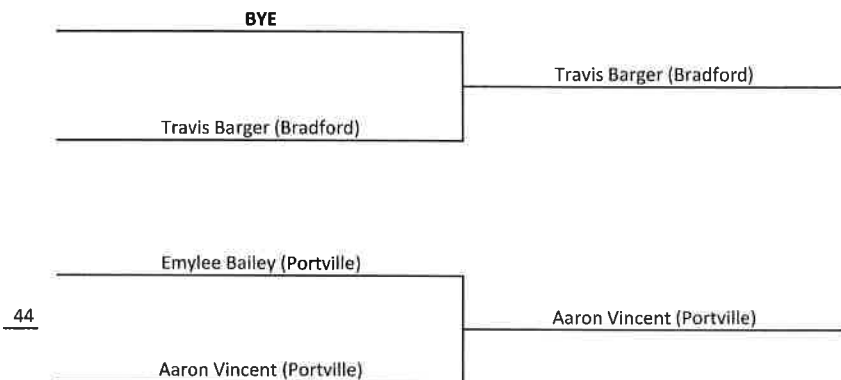 BYE
Travis Barger (Bradford)
Travis Barger (Bradford)
Emylee Bailey (Portville)
44
Aaron Vincent (Portville)
Aaron Vincent (Portville)